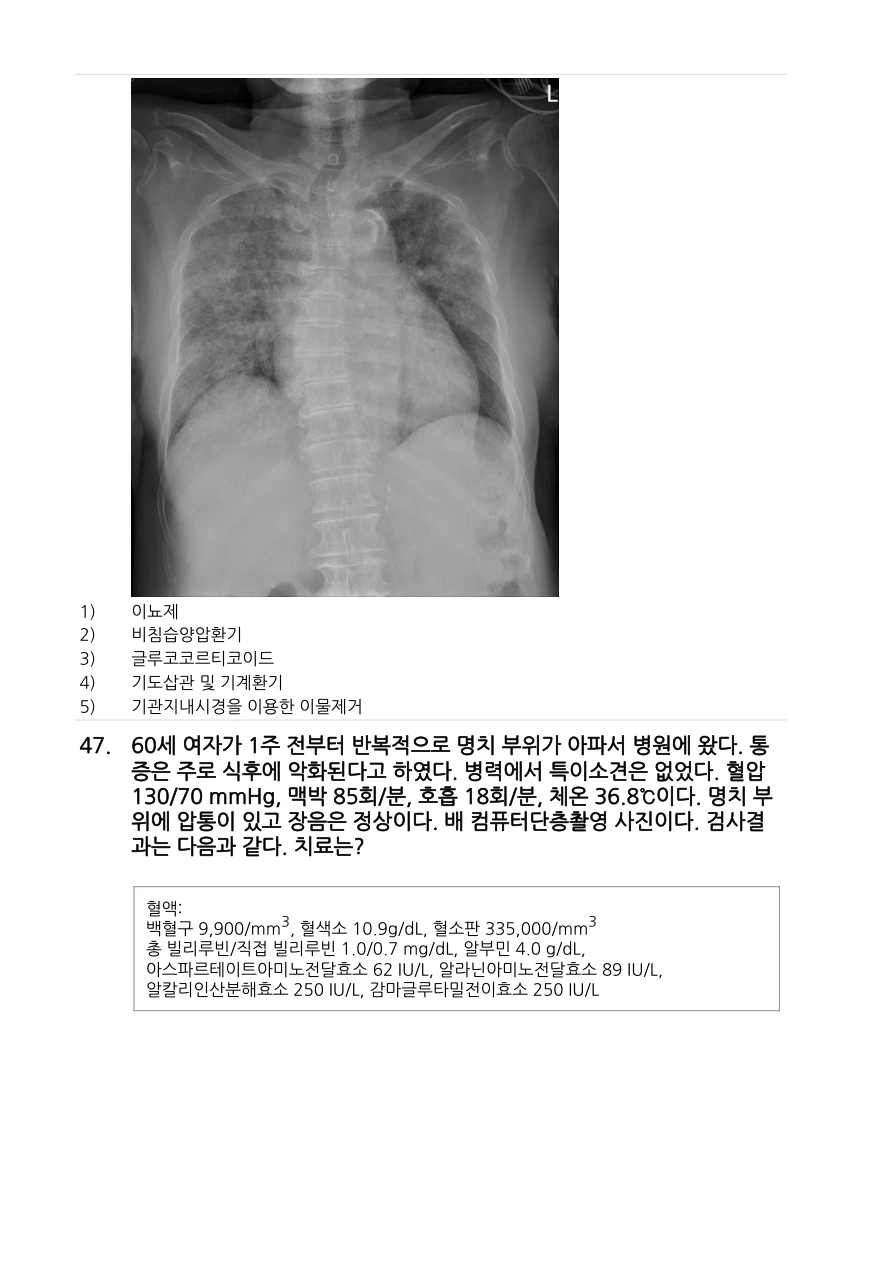 L
1) 이뇨제
2) 비침습양압환기
3) 글루코코르티코이드
4) 기도삽관 및 기계환기
5) 기관지내시경을 이용한 이물제거
47. 60세 여자가 1주 전부터 반복적으로 명치 부위가 아파서 병원에 왔다. 통
증은 주로 식후에 악화된다고 하였다. 병력에서 특이소견은 없었다. 혈압
130/70 mmHg, 맥박 85회/분, 호흡 18회/분, 체온 36.8℃이다. 명치 부
위에 압통이 있고 장음은 정상이다. 배 컴퓨터단층촬영 사진이다. 검사결
과는 다음과 같다. 치료는?
혈액:
백혈구 9,900/mm³, 혈색소 10.9g/dL, 혈소판 335,000/mm³
총 빌리루빈/직접 빌리루빈 1.0/0.7 mg/dL, 알부민 4.0 g/dL,
아스파르테이트아미노전달효소 62 IU/L, 알라닌아미노전달효소 89 IU/L,
알칼리인산분해효소 250 IU/L, 감마글루타밀전이효소 250 IU/L